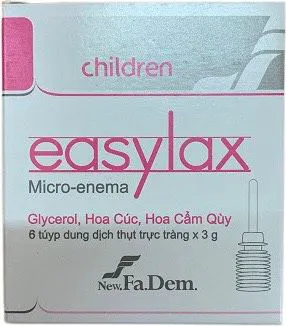 children
easylax
Micro-enema
Glycerol, Hoa Cúc, Hoa Cẩm Qùy
6 túyp dung dịch thụt trực tràng x 3 g
New.Fa.Dem.